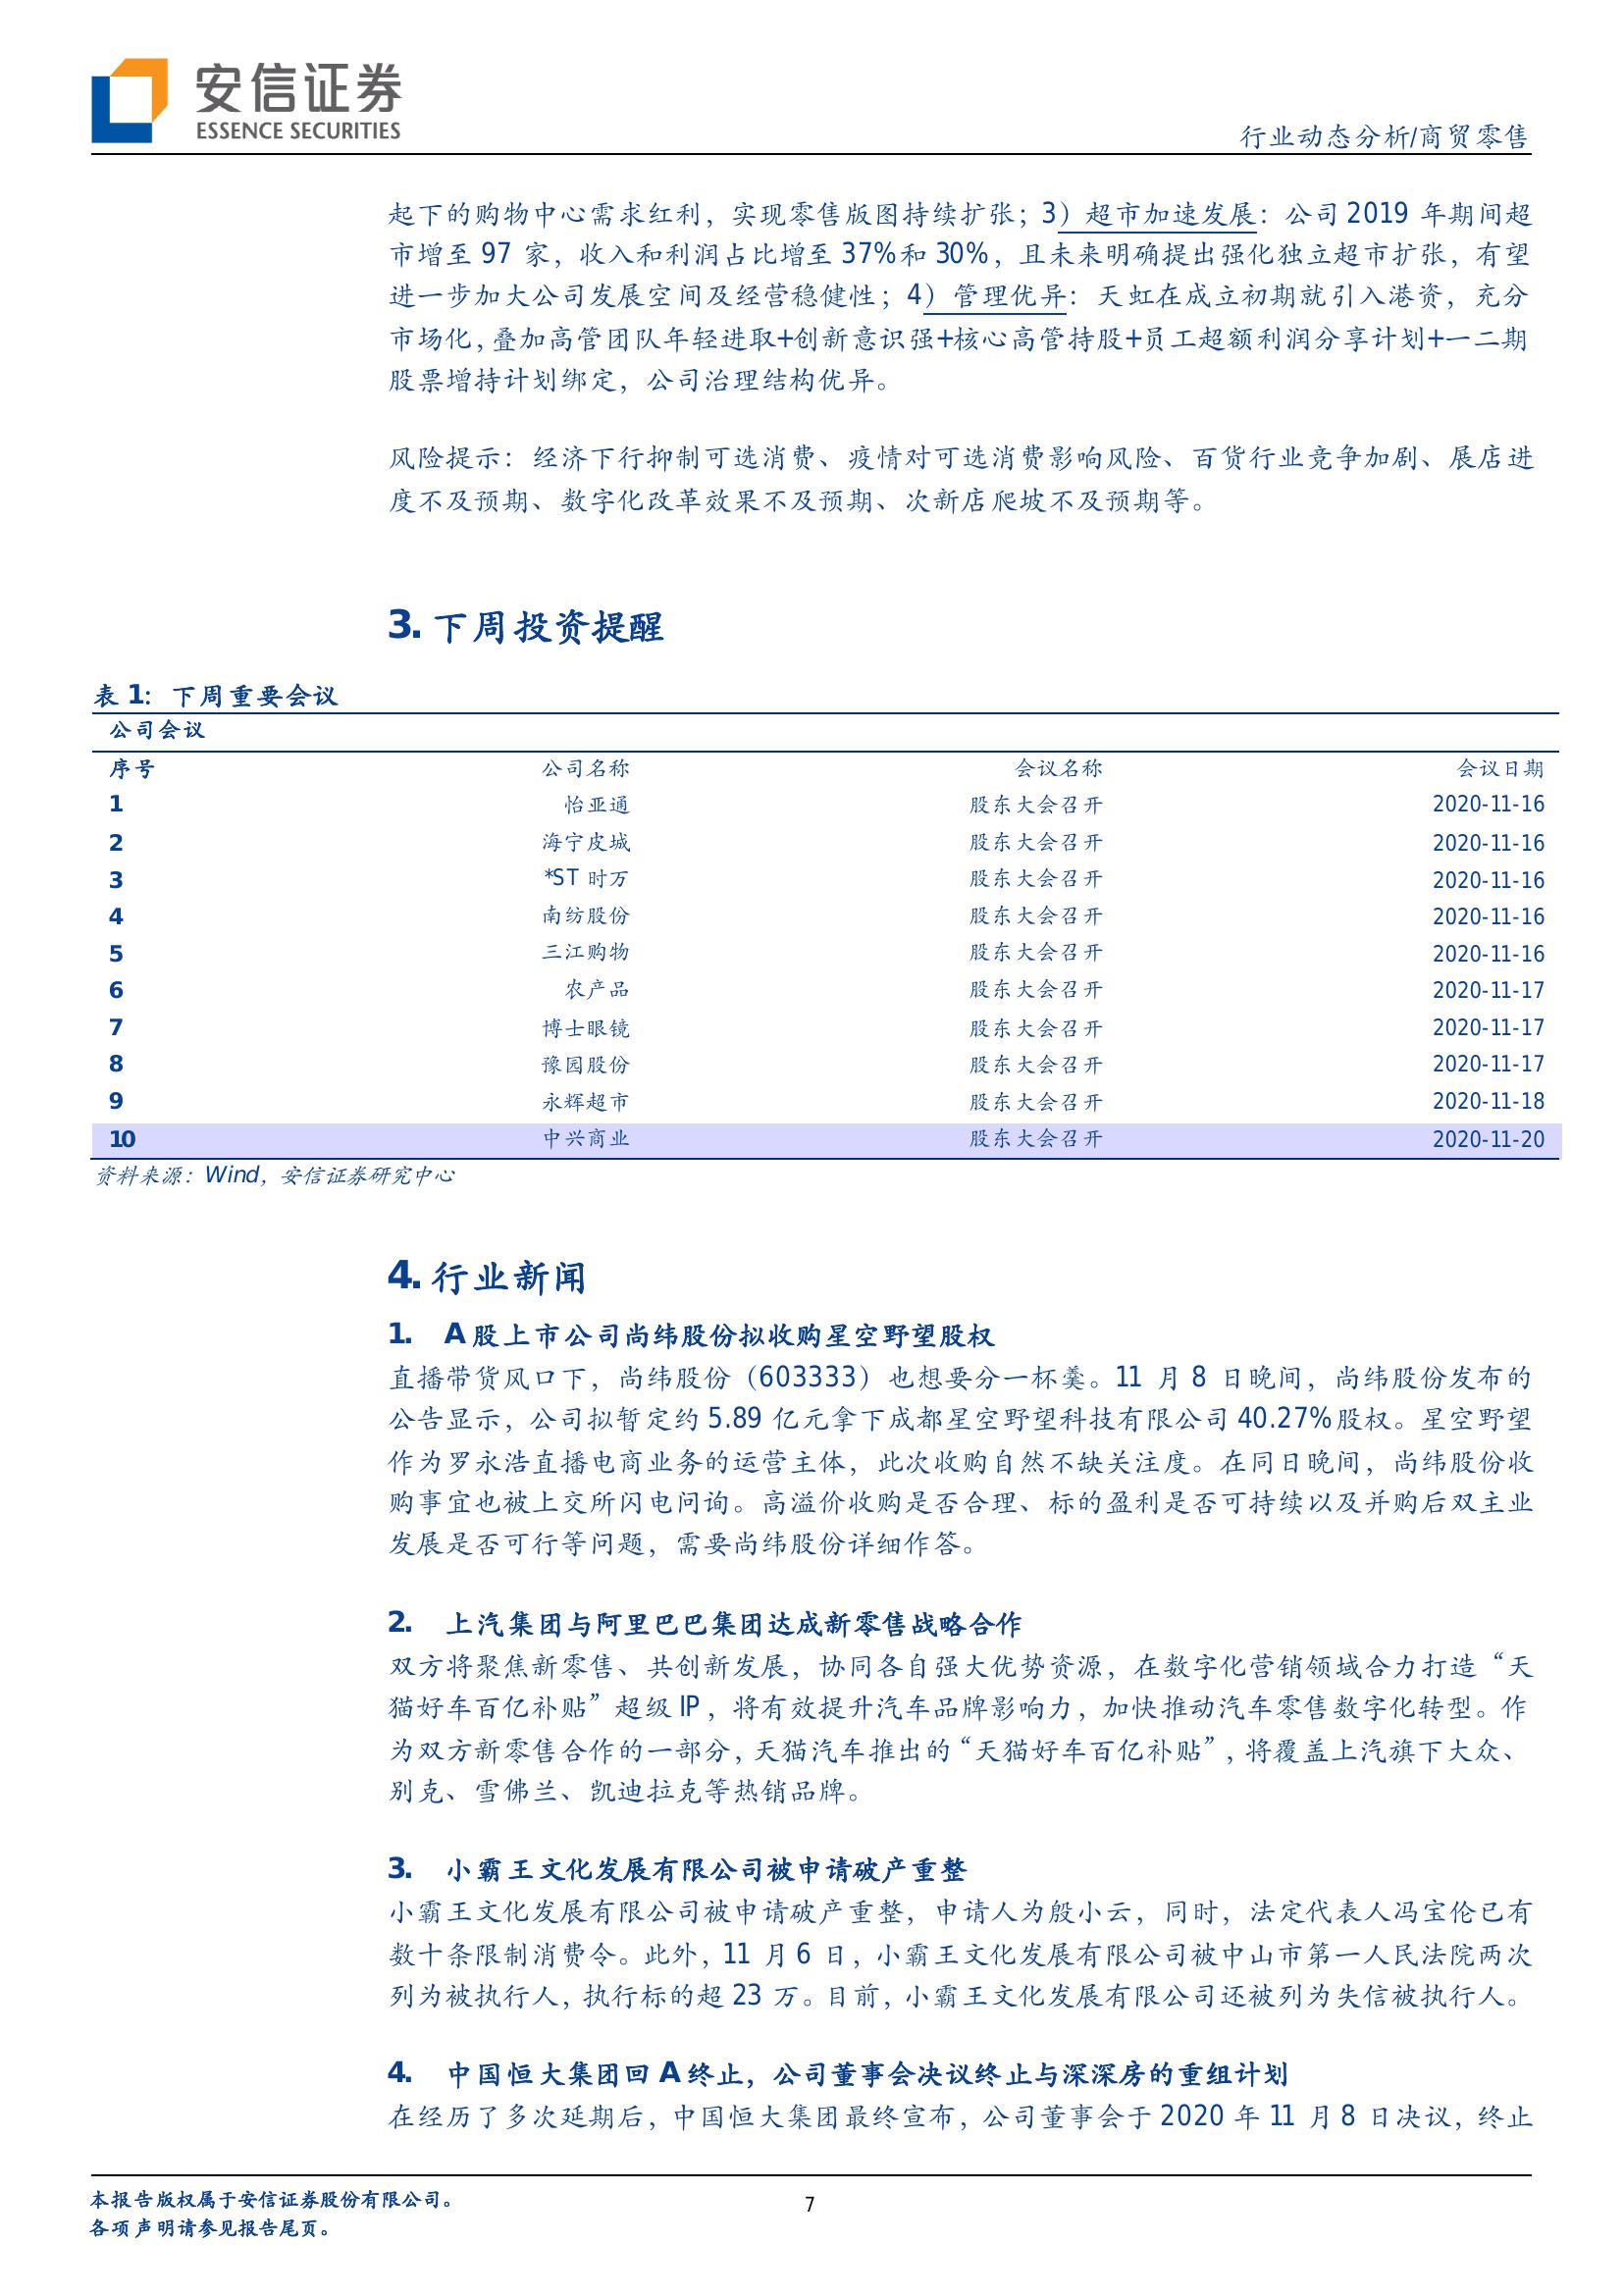 安信证券
ESSENCE SECURITIES
行业动态分析/商贸零售
起下的购物中心需求红利，实现零售版图持续扩张；3）超市加速发展：公司 2019 年期间超
市增至 97 家，收入和利润占比增至 37%和 30%，且未来明确提出强化独立超市扩张，有望
进一步加大公司发展空间及经营稳健性；4）管理优异：天虹在成立初期就引入港资，充分
市场化，叠加高管团队年轻进取+创新意识强+核心高管持股+员工超额利润分享计划+一二期
股票增持计划绑定，公司治理结构优异。
风险提示：经济下行抑制可选消费、疫情对可选消费影响风险、百货行业竞争加剧、展店进
度不及预期、数字化改革效果不及预期、次新店爬坡不及预期等。
3. 下周投资提醒
表 1：下周重要会议
公司会议
序号 公司名称 会议名称 会议日期
1 怡亚通 股东大会召开 2020-11-16
2 海宁皮城 股东大会召开 2020-11-16
3 *ST 时万 股东大会召开 2020-11-16
4 南纺股份 股东大会召开 2020-11-16
5 三江购物 股东大会召开 2020-11-16
6 农产品 股东大会召开 2020-11-17
7 博士眼镜 股东大会召开 2020-11-17
8 豫园股份 股东大会召开 2020-11-17
9 永辉超市 股东大会召开 2020-11-18
10 中兴商业 股东大会召开 2020-11-20
资料来源：Wind，安信证券研究中心
4. 行业新闻
1. A 股上市公司尚纬股份拟收购星空野望股权
直播带货风口下，尚纬股份（603333）也想要分一杯羹。11 月 8 日晚间，尚纬股份发布的
公告显示，公司拟暂定约 5.89 亿元拿下成都星空野望科技有限公司 40.27%股权。星空野望
作为罗永浩直播电商业务的运营主体，此次收购自然不缺关注度。在同日晚间，尚纬股份收
购事宜也被上交所闪电问询。高溢价收购是否合理、标的盈利是否可持续以及并购后双主业
发展是否可行等问题，需要尚纬股份详细作答。
2. 上汽集团与阿里巴巴集团达成新零售战略合作
双方将聚焦新零售、共创新发展，协同各自强大优势资源，在数字化营销领域合力打造“天
猫好车百亿补贴”超级 IP，将有效提升汽车品牌影响力，加快推动汽车零售数字化转型。作
为双方新零售合作的一部分，天猫汽车推出的“天猫好车百亿补贴”，将覆盖上汽旗下大众、
别克、雪佛兰、凯迪拉克等热销品牌。
3. 小霸王文化发展有限公司被申请破产重整
小霸王文化发展有限公司被申请破产重整，申请人为殷小云，同时，法定代表人冯宝伦已有
数十条限制消费令。此外，11 月 6 日，小霸王文化发展有限公司被中山市第一人民法院两次
列为被执行人，执行标的超 23 万。目前，小霸王文化发展有限公司还被列为失信被执行人。
4. 中国恒大集团回 A 终止，公司董事会决议终止与深深房的重组计划
在经历了多次延期后，中国恒大集团最终宣布，公司董事会于 2020 年 11 月 8 日决议，终止
本报告版权属于安信证券股份有限公司。
7
各项声明请参见报告尾页。